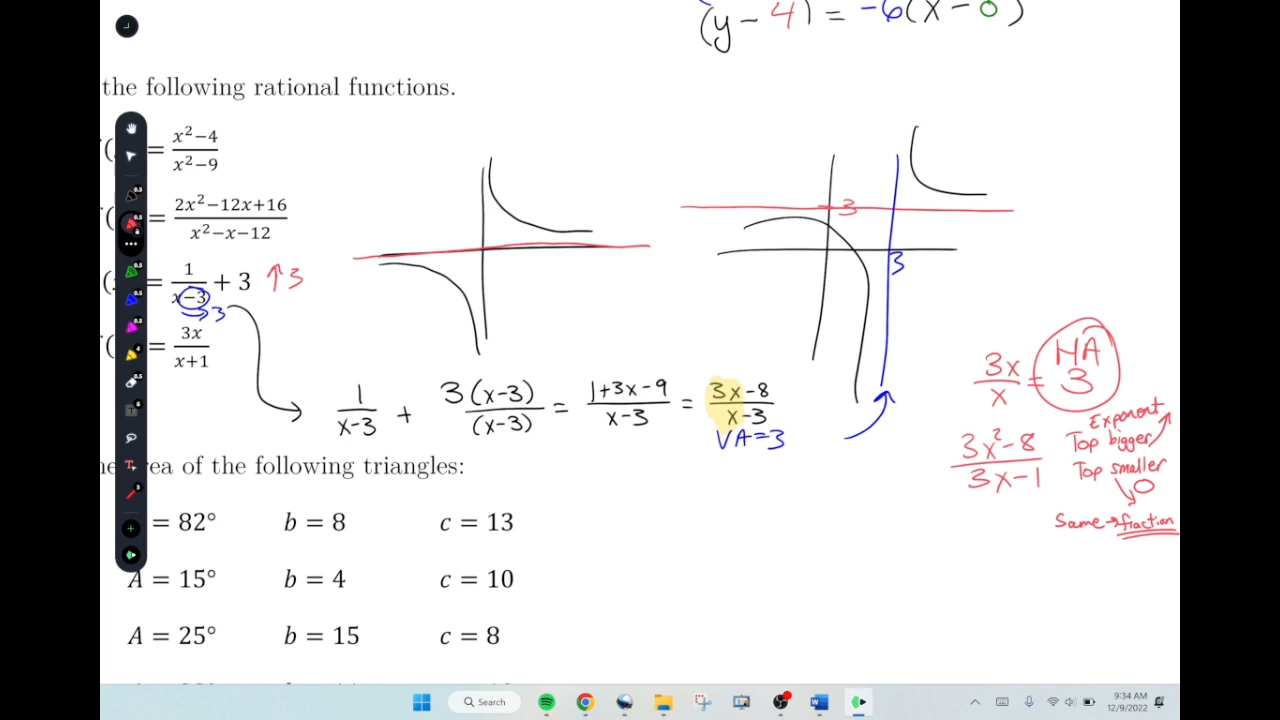 (y - 4) = -6(x - 0)
the following rational functions.
= x²−4 / x²−9
= 2x²−12x+16 / x²−x−12
= 1 / x−3 + 3 ↑3
→3
= 3x / x+1
3
3
1 / x-3 + 3(x-3) / (x-3) = 1+3x-9 / x-3 = 3x-8 / x-3
VA=3
3x / x = HA 3
3x²-8 / 3x-1
Exponent
Top bigger
Top smaller
0
Same→fraction
rea of the following triangles:
= 82° b = 8 c = 13
A = 15° b = 4 c = 10
A = 25° b = 15 c = 8
Search
9:34 AM
12/9/2022